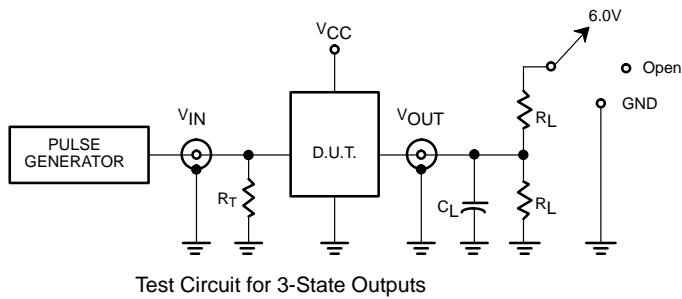 6.0V
VCC
Open
VIN
VOUT
RL
GND
PULSE
GENERATOR
D.U.T.
RT
CL
RL
Test Circuit for 3-State Outputs